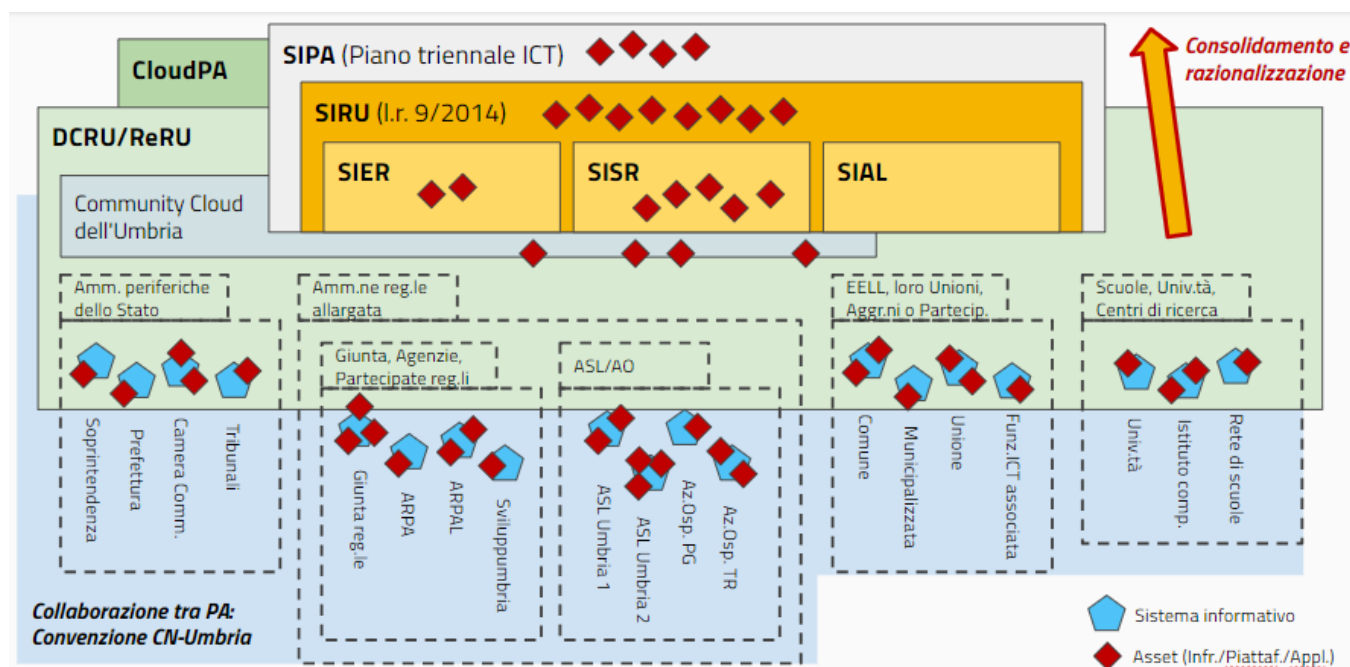 SIPA (Piano triennale ICT)
Consolidamento e
razionalizzazione
CloudPA
SIRU (l.r. 9/2014)
DCRU/ReRU
SIER
SISR
SIAL
Community Cloud
dell'Umbria
Amm. periferiche
dello Stato
Amm.ne reg.le
allargata
EELL, loro Unioni,
Aggr.ni o Partecip.
Scuole, Univ.tà,
Centri di ricerca
Giunta, Agenzie,
Partecipate reg.li
ASL/AO
Soprintendenza
Prefettura
Camera Comm.
Tribunali
Giunta reg.le
ARPA
ARPAL
Sviluppumbria
ASL Umbria 1
ASL Umbria 2
Az.Osp. PG
Az.Osp. TR
Comune
Municipalizzata
Unione
Funz.ICT associata
Univ.tà
Istituto comp.
Rete di scuole
Collaborazione tra PA:
Convenzione CN-Umbria
Sistema informativo
Asset (Infr./Piattaf./Appl.)